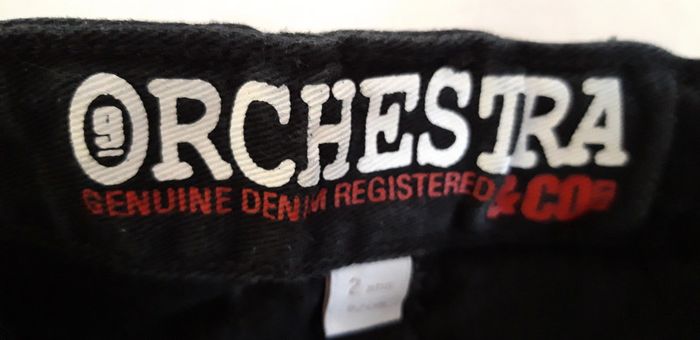 ORCHESTRA
GENUINE DENIM REGISTERED &CO
2 ans